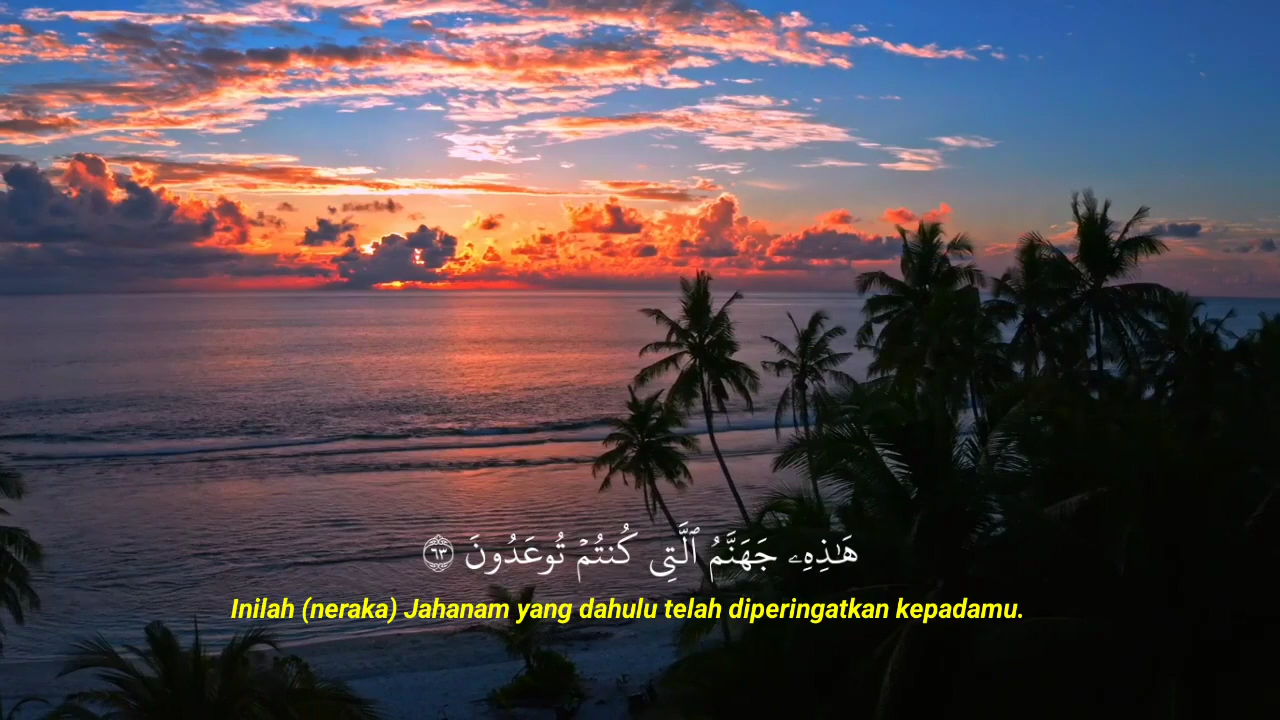 هَـٰذِهِۦ جَهَنَّمُ ٱلَّتِى كُنتُمْ تُوعَدُونَ ٦٣
Inilah (neraka) Jahanam yang dahulu telah diperingatkan kepadamu.